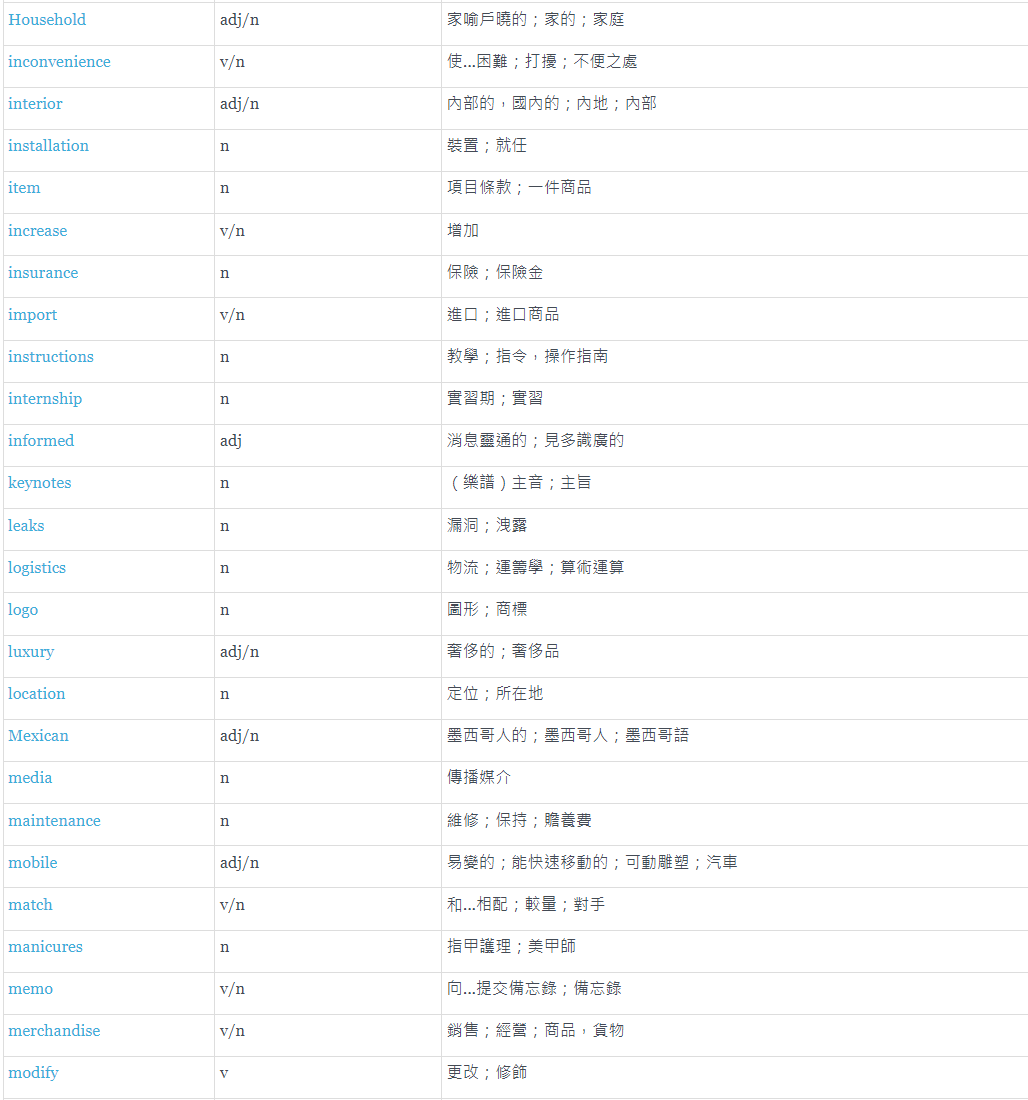 Household adj/n 家喻戶曉的；家的；家庭
inconvenience v/n 使...困難；打擾；不便之處
interior adj/n 內部的，國內的；內地；內部
installation n 裝置；就任
item n 項目條款；一件商品
increase v/n 增加
insurance n 保險；保險金
import v/n 進口；進口商品
instructions n 教學；指令，操作指南
internship n 實習期；實習
informed adj 消息靈通的；見多識廣的
keynotes n （樂譜）主音；主旨
leaks n 漏洞；洩露
logistics n 物流；運籌學；算術運算
logo n 圖形；商標
luxury adj/n 奢侈的；奢侈品
location n 定位；所在地
Mexican adj/n 墨西哥人的；墨西哥人；墨西哥語
media n 傳播媒介
maintenance n 維修；保持；贍養費
mobile adj/n 易變的；能快速移動的；可動雕塑；汽車
match v/n 和...相配；較量；對手
manicures n 指甲護理；美甲師
memo v/n 向...提交備忘錄；備忘錄
merchandise v/n 銷售；經營；商品，貨物
modify v 更改；修飾